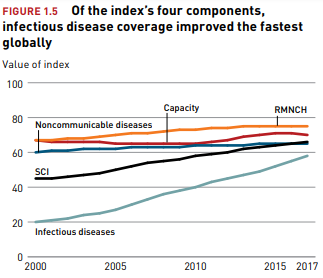 FIGURE 1.5 Of the index's four components,
infectious disease coverage improved the fastest
globally
Value of index
100
Capacity
RMNCH
Noncommunicable diseases
80
60
SCI
40
20
Infectious diseases
0
2000 2005 2010 2015 2017